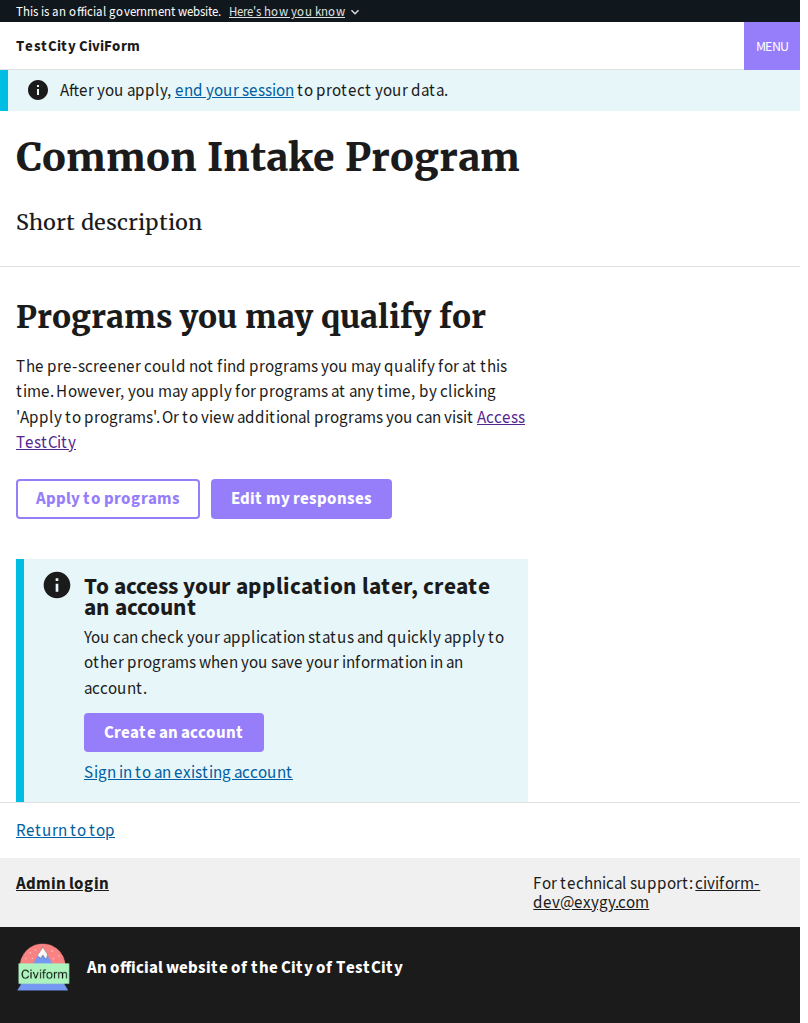 This is an official government website. Here's how you know
TestCity CiviForm
MENU
After you apply, end your session to protect your data.
Common Intake Program
Short description
Programs you may qualify for
The pre-screener could not find programs you may qualify for at this
time. However, you may apply for programs at any time, by clicking
'Apply to programs'. Or to view additional programs you can visit Access
TestCity
Apply to programs
Edit my responses
To access your application later, create
an account
You can check your application status and quickly apply to
other programs when you save your information in an
account.
Create an account
Sign in to an existing account
Return to top
Admin login
For technical support: civiform-
dev@exygy.com
Civiform
An official website of the City of TestCity